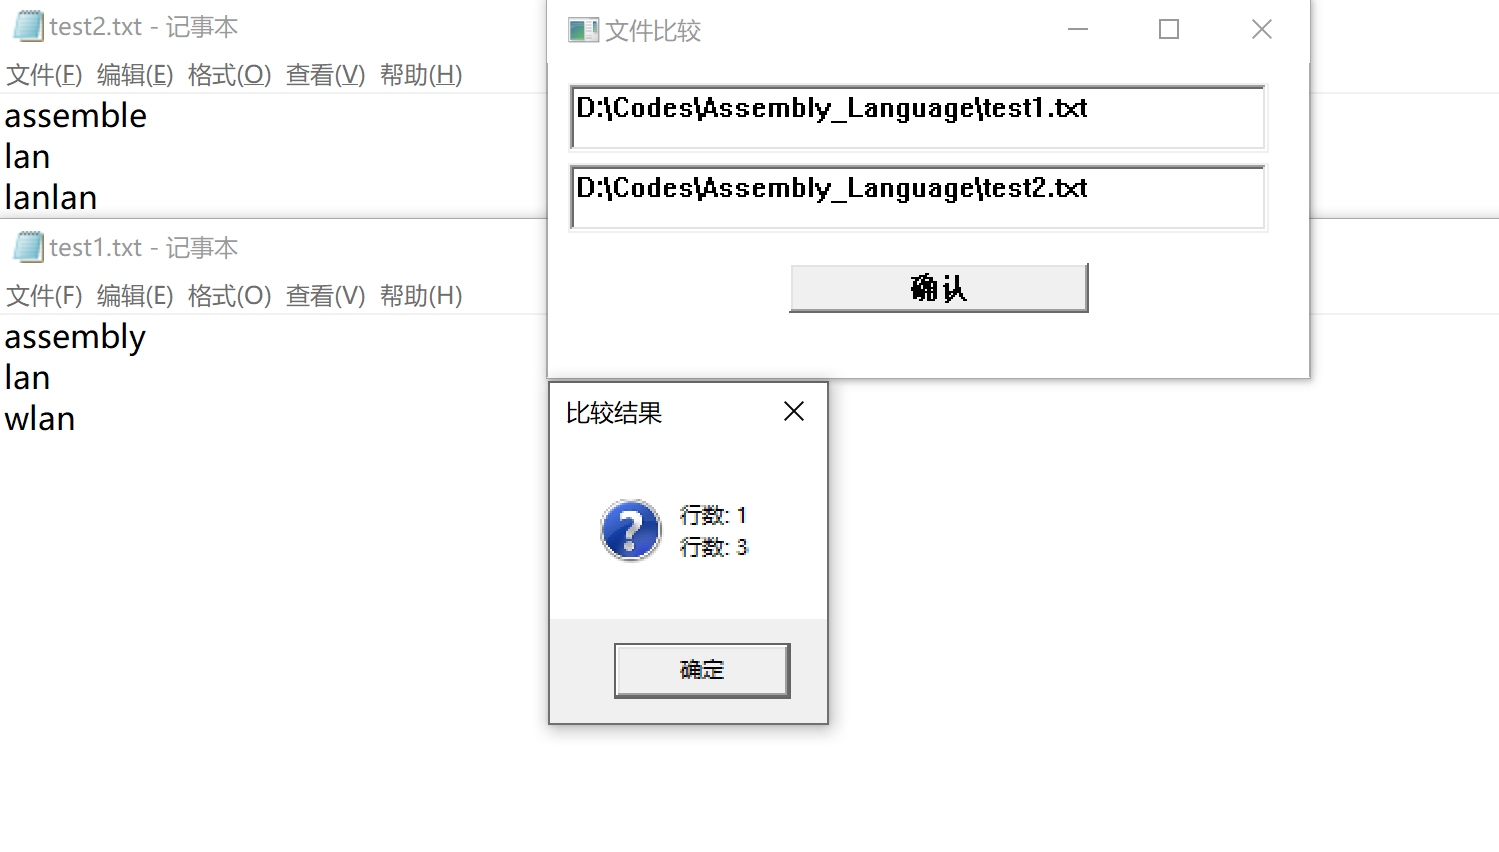 test2.txt - 记事本
文件(F) 编辑(E) 格式(O) 查看(V) 帮助(H)
assemble
lan
lanlan
test1.txt - 记事本
文件(F) 编辑(E) 格式(O) 查看(V) 帮助(H)
assembly
lan
wlan
文件比较
D:\Codes\Assembly_Language\test1.txt
D:\Codes\Assembly_Language\test2.txt
确认
比较结果
行数: 1
行数: 3
确定